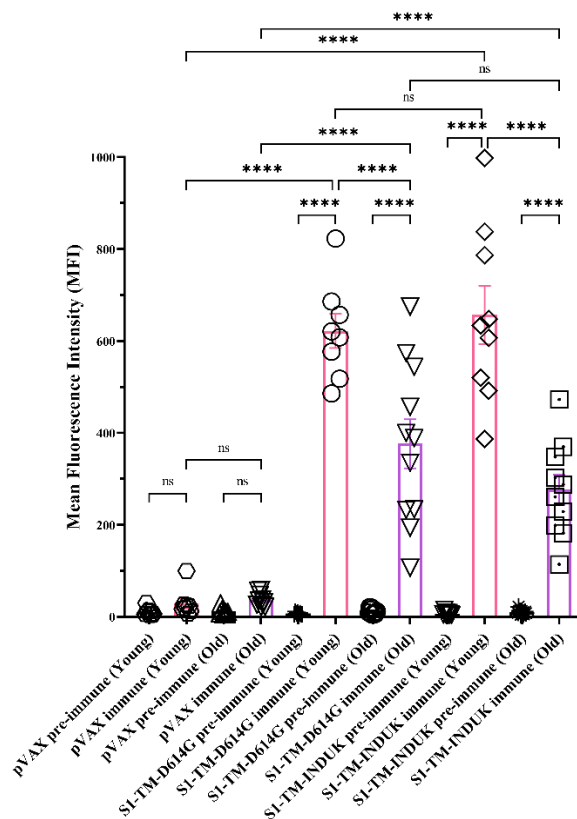 ****
****
ns
ns
****
****
****
****
****
****
****
****
ns
ns
ns
Mean Fluorescence Intensity (MFI)
1000
800
600
400
200
0
pVAX pre-immune (Young)
pVAX immune (Young)
pVAX pre-immune (Old)
pVAX immune (Old)
S1-TM-D614G pre-immune (Young)
S1-TM-D614G immune (Young)
S1-TM-D614G pre-immune (Old)
S1-TM-D614G immune (Old)
S1-TM-INDUK pre-immune (Young)
S1-TM-INDUK immune (Young)
S1-TM-INDUK pre-immune (Old)
S1-TM-INDUK immune (Old)